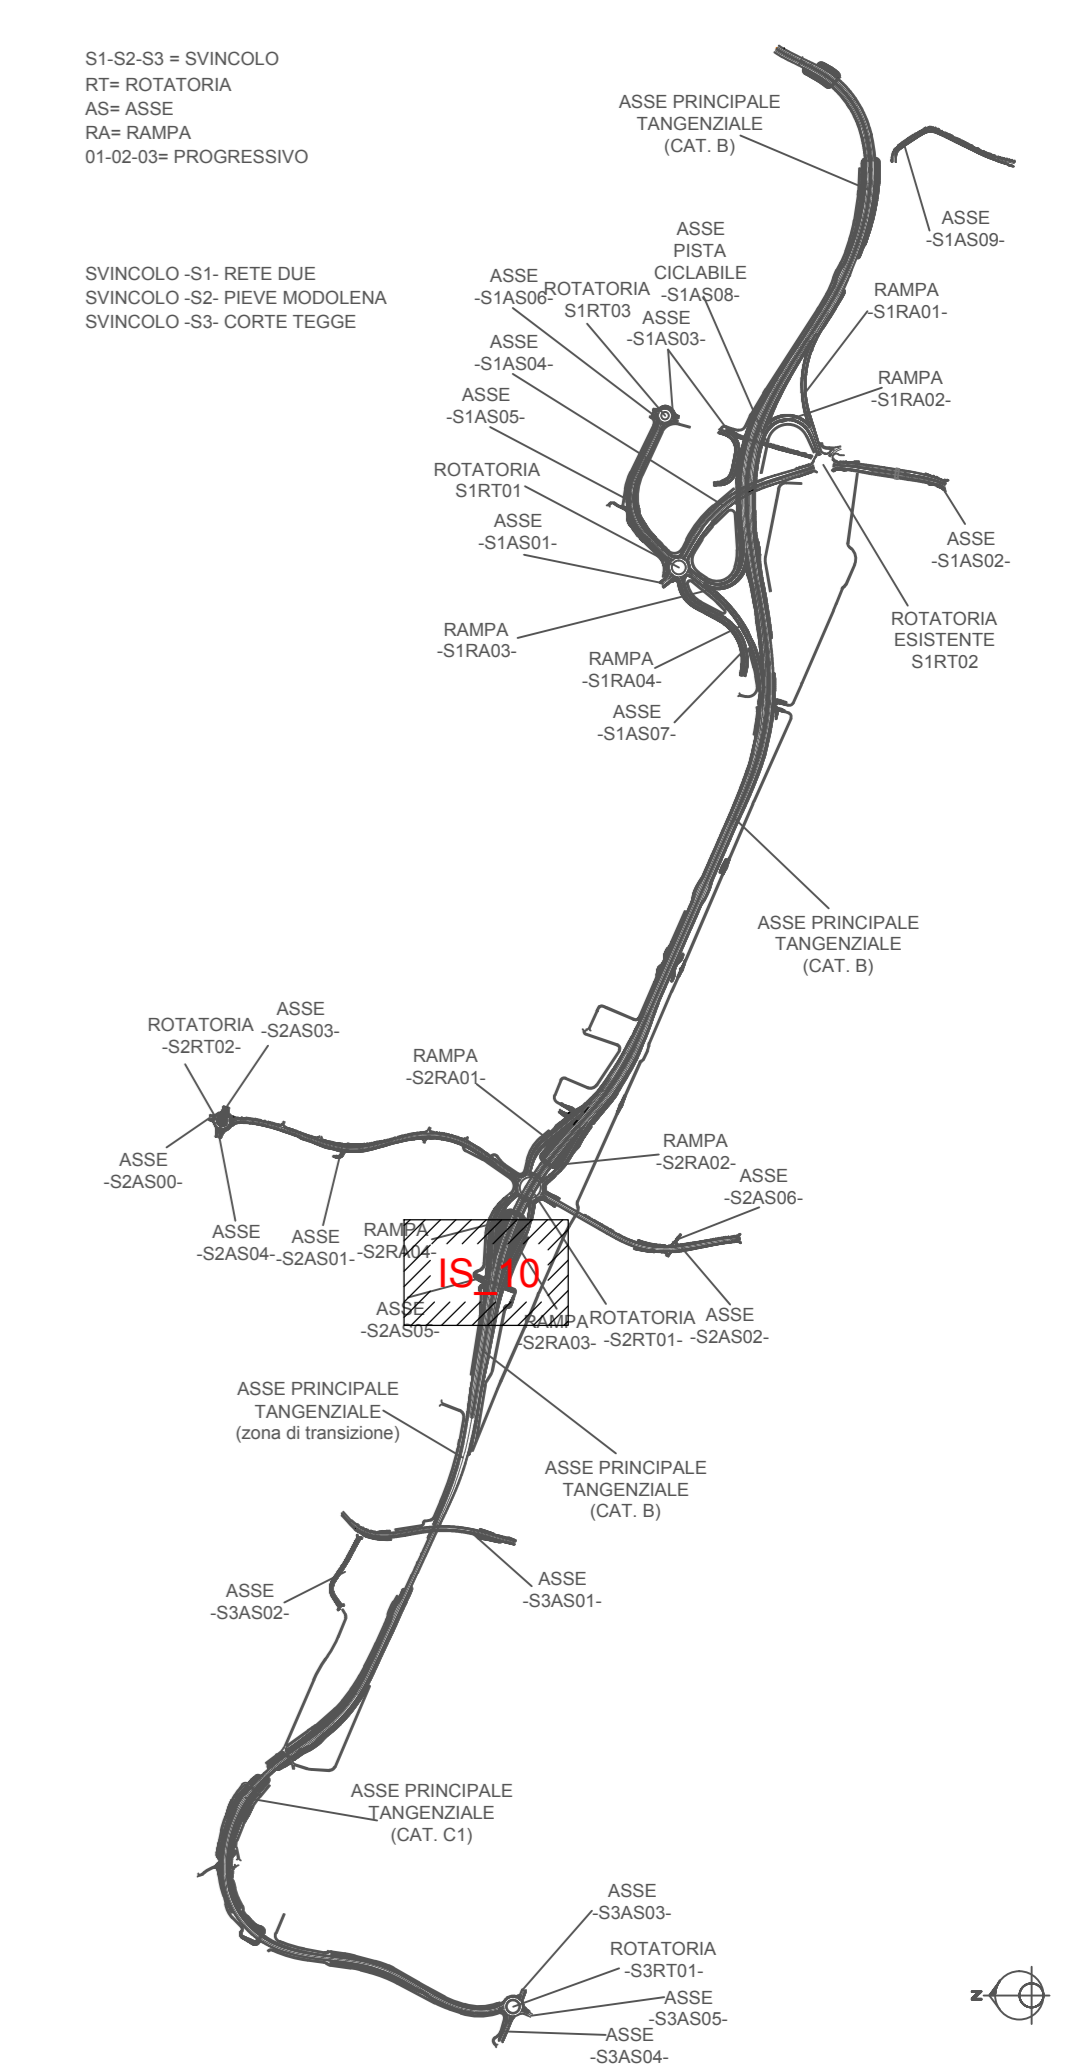 S1-S2-S3 = SVINCOLO
RT= ROTATORIA
AS= ASSE
RA= RAMPA
01-02-03= PROGRESSIVO
SVINCOLO -S1- RETE DUE
SVINCOLO -S2- PIEVE MODOLENA
SVINCOLO -S3- CORTE TEGGE
ASSE PRINCIPALE
TANGENZIALE
(CAT. B)
ASSE
-S1AS09-
ASSE
PISTA
CICLABILE
-S1AS08-
ASSE
-S1AS06-
ROTATORIA
S1RT03
ASSE
-S1AS03-
RAMPA
-S1RA01-
ASSE
-S1AS04-
RAMPA
-S1RA02-
ASSE
-S1AS05-
ROTATORIA
S1RT01
ASSE
-S1AS01-
ASSE
-S1AS02-
RAMPA
-S1RA03-
ROTATORIA
ESISTENTE
S1RT02
RAMPA
-S1RA04-
ASSE
-S1AS07-
ASSE PRINCIPALE
TANGENZIALE
(CAT. B)
ASSE
-S2AS03-
ROTATORIA
-S2RT02-
RAMPA
-S2RA01-
RAMPA
-S2RA02-
ASSE
-S2AS00-
ASSE
-S2AS06-
ASSE
-S2AS04-
ASSE
-S2AS01-
RAMPA
-S2RA04-
IS_10
ASSE
-S2AS05-
RAMPA
-S2RA03-
ROTATORIA
-S2RT01-
ASSE
-S2AS02-
ASSE PRINCIPALE
TANGENZIALE
(zona di transizione)
ASSE PRINCIPALE
TANGENZIALE
(CAT. B)
ASSE
-S3AS02-
ASSE
-S3AS01-
ASSE PRINCIPALE
TANGENZIALE
(CAT. C1)
ASSE
-S3AS03-
ROTATORIA
-S3RT01-
ASSE
-S3AS05-
ASSE
-S3AS04-
N